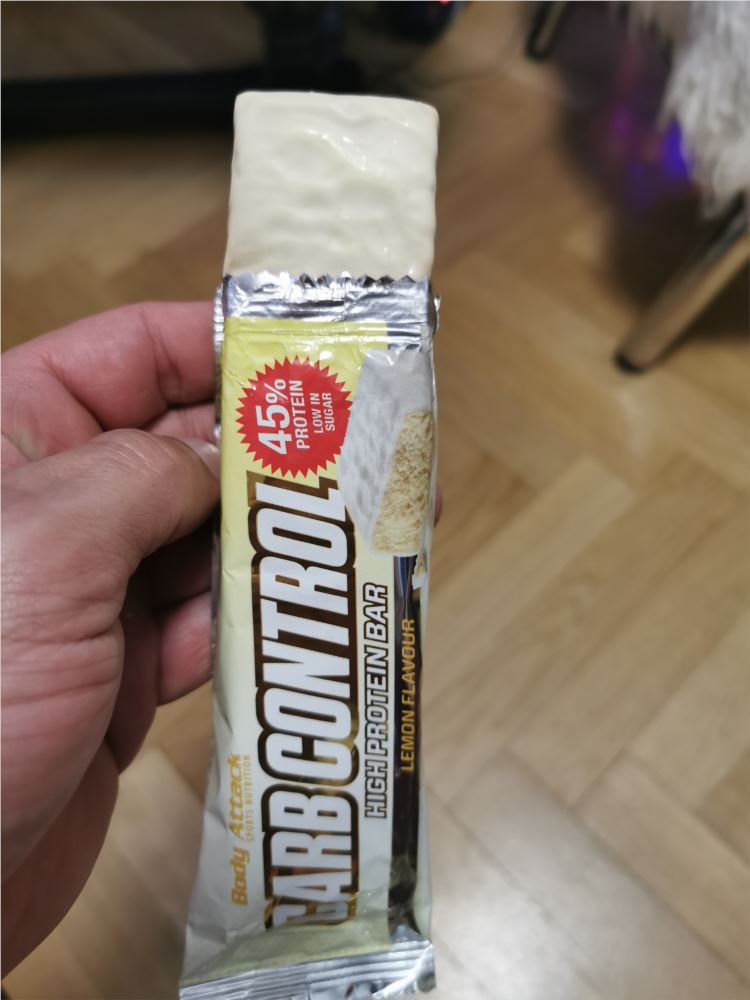 45%
PROTEIN
LOW IN
SUGAR
Body Attack
SPORTS NUTRITION
CARB CONTROL
HIGH PROTEIN BAR
LEMON FLAVOUR